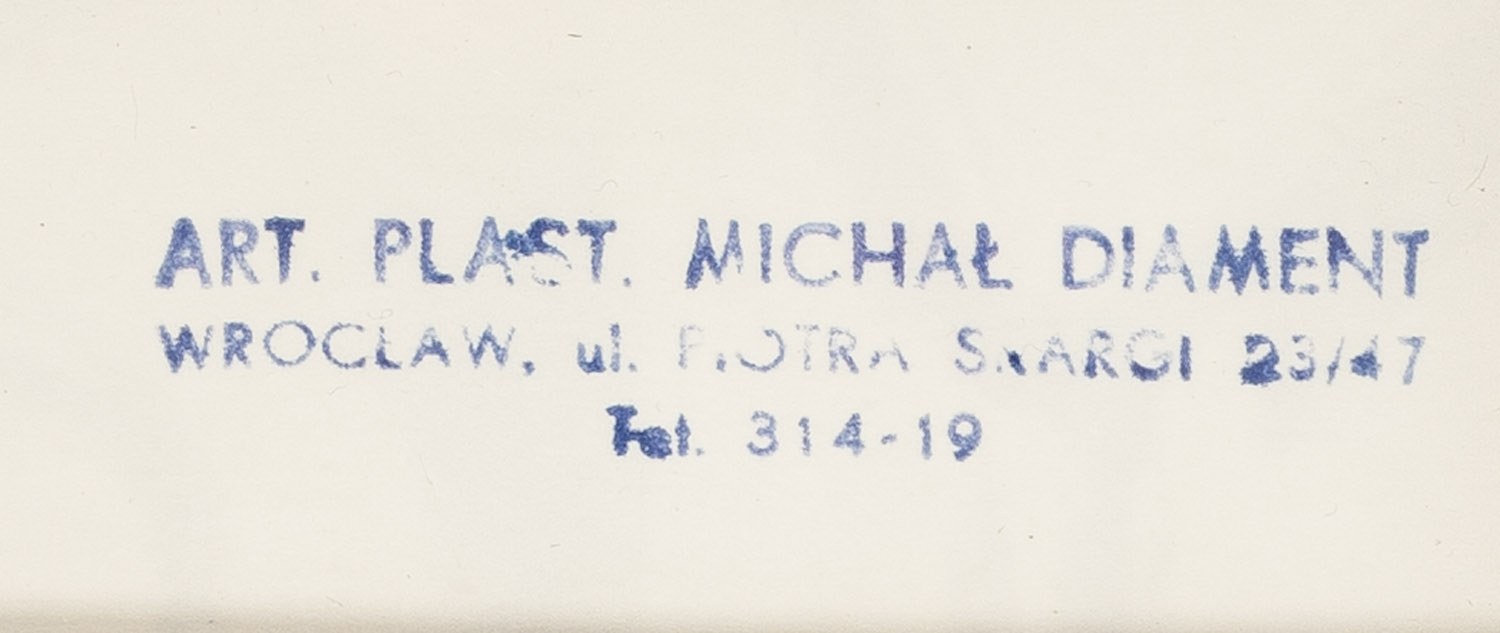 ART. PLAST. MICHAŁ DIAMENT
WROCŁAW, ul. PIOTRA SKARGI 23/47
Tel. 314-19